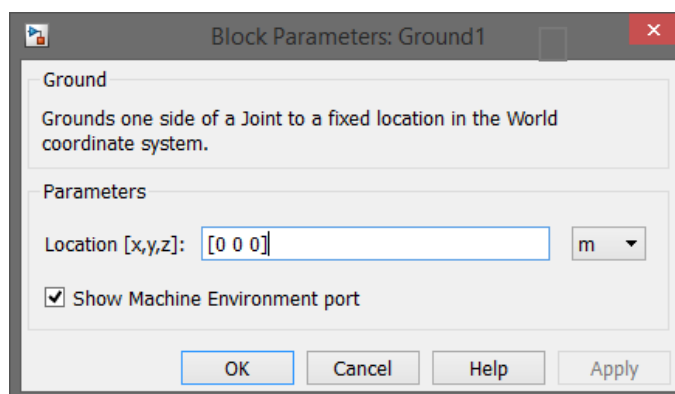 Block Parameters: Ground1
Ground
Grounds one side of a Joint to a fixed location in the World
coordinate system.
Parameters
Location [x,y,z]: [0 0 0] m
Show Machine Environment port
OK Cancel Help Apply